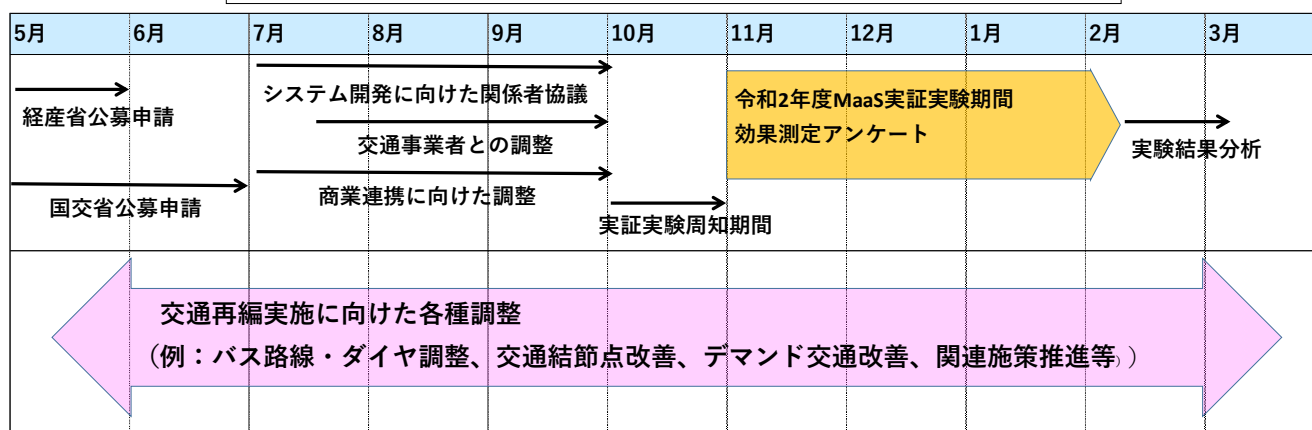 5月 6月 7月 8月 9月 10月 11月 12月 1月 2月 3月
経産省公募申請
国交省公募申請
システム開発に向けた関係者協議
交通事業者との調整
商業連携に向けた調整
実証実験周知期間
令和2年度MaaS実証実験期間
効果測定アンケート
実験結果分析
交通再編実施に向けた各種調整
（例：バス路線・ダイヤ調整、交通結節点改善、デマンド交通改善、関連施策推進等）)